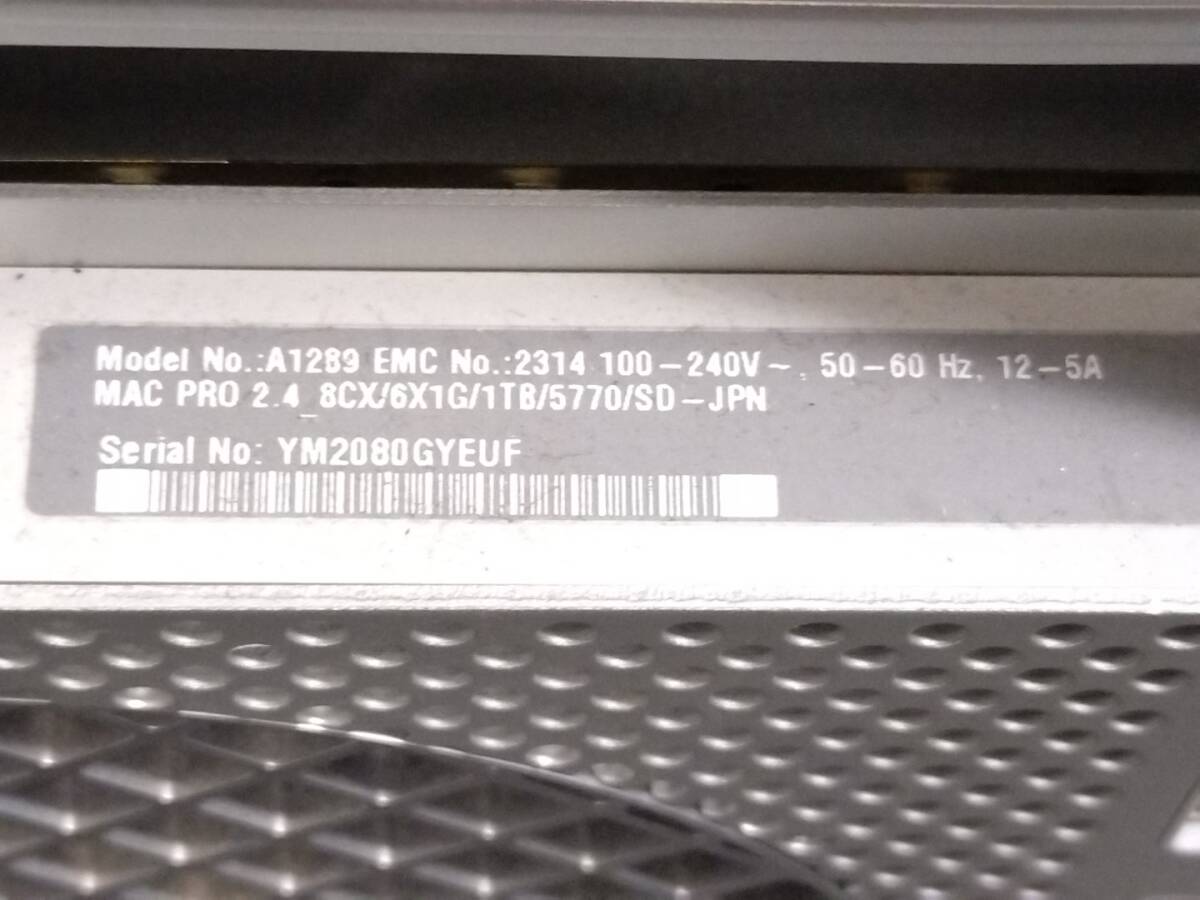 Model No.:A1289 EMC No.:2314 100-240V~, 50-60 Hz, 12-5A
MAC PRO 2.4_8CX/6X1G/1TB/5770/SD-JPN
Serial No: YM2080GYEUF